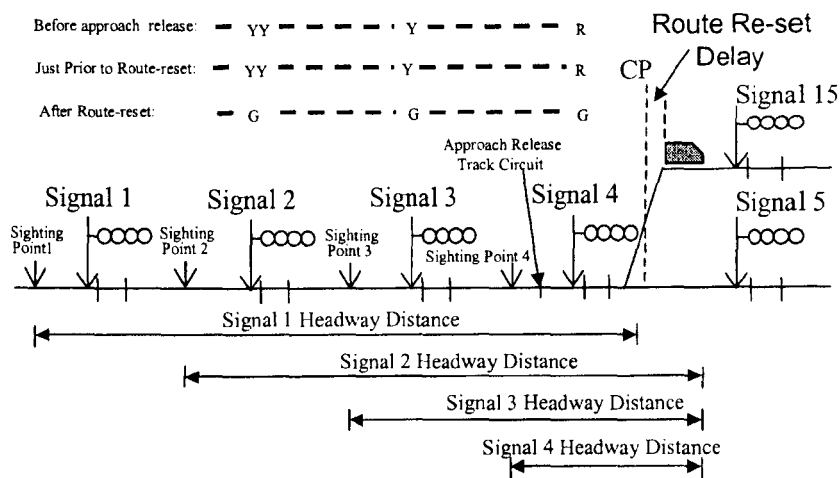 Before approach release: YY Y R
Route Re-set
Delay
Just Prior to Route-reset: YY Y R
CP
After Route-reset: G G G
Signal 15
Approach Release
Track Circuit
Signal 1
Signal 2
Signal 3
Signal 4
Signal 5
Sighting
Point1
Sighting
Point 2
Sighting
Point 3
Sighting Point 4
Signal 1 Headway Distance
Signal 2 Headway Distance
Signal 3 Headway Distance
Signal 4 Headway Distance